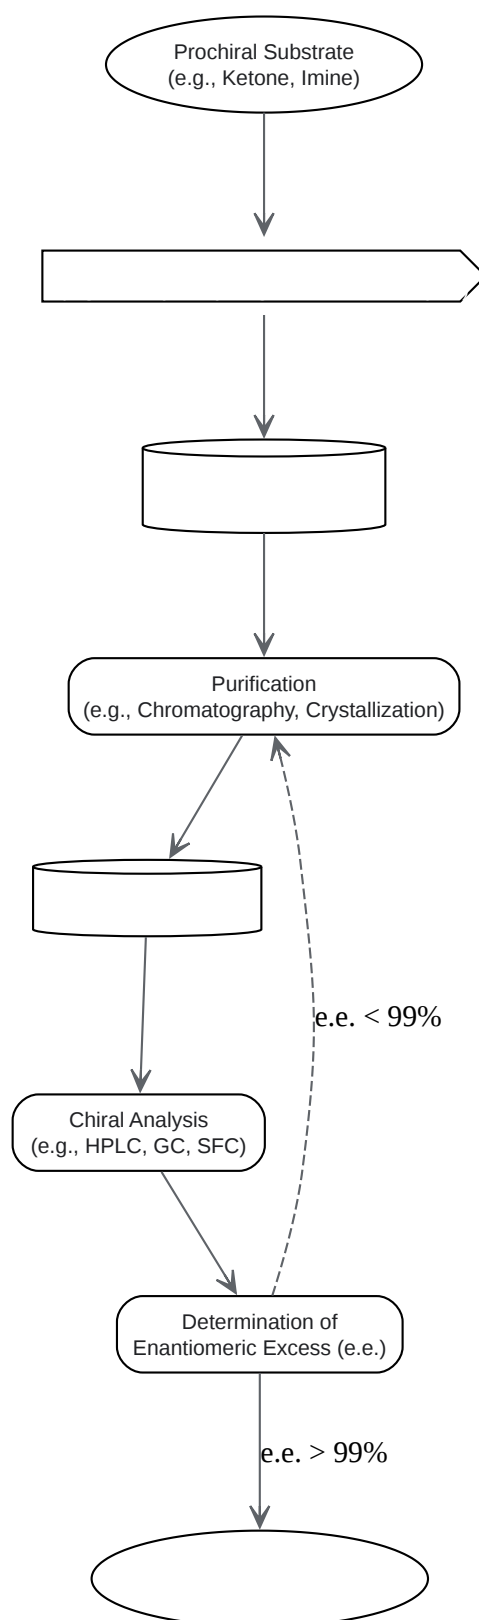 Prochiral Substrate
(e.g., Ketone, Imine)
Purification
(e.g., Chromatography, Crystallization)
e.e. < 99%
Chiral Analysis
(e.g., HPLC, GC, SFC)
Determination of
Enantiomeric Excess (e.e.)
e.e. > 99%